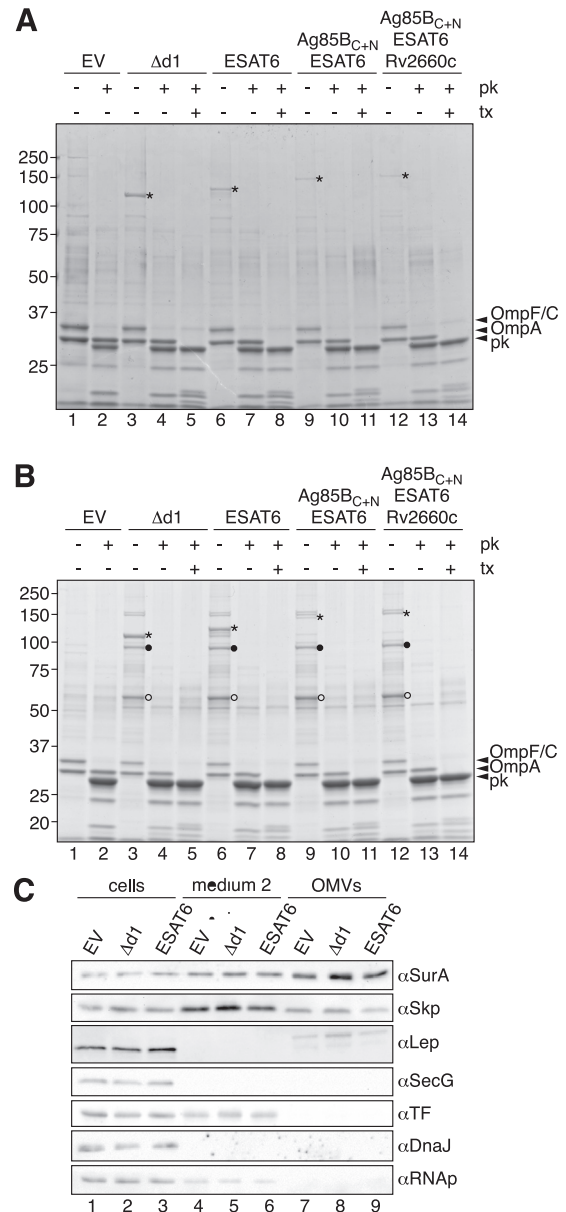 A
Ag85BC+N
Ag85BC+N ESAT6
EV Δd1 ESAT6 ESAT6 Rv2660c
- + - + + - + + - + + - + + pk
- - - - + - - + - - + - - + tx
250
150
100
75
50
37
25
*
*
*
*
OmpF/C
OmpA
pk
1 2 3 4 5 6 7 8 9 10 11 12 13 14
B
Ag85BC+N
Ag85BC+N ESAT6
EV Δd1 ESAT6 ESAT6 Rv2660c
- + - + + - + + - + + - + + pk
- - - - + - - + - - + - - + tx
250
150
100
75
50
37
25
20
*
*
*
*
OmpF/C
OmpA
pk
1 2 3 4 5 6 7 8 9 10 11 12 13 14
C
cells medium 2 OMVs
EV Δd1 ESAT6 EV Δd1 ESAT6 EV Δd1 ESAT6
αSurA
αSkp
αLep
αSecG
αTF
αDnaJ
αRNAp
1 2 3 4 5 6 7 8 9